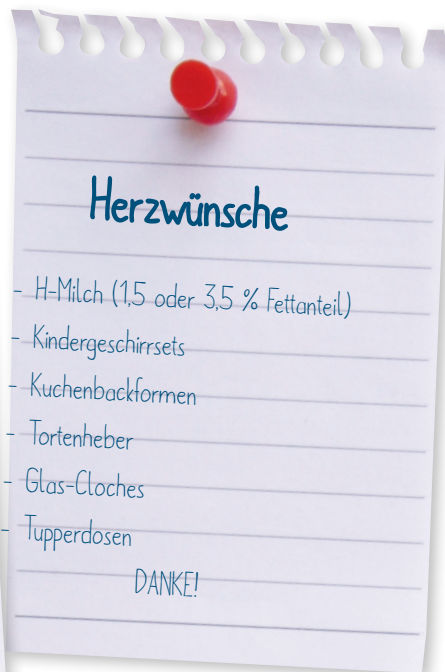 Herzwünsche
- H-Milch (1,5 oder 3,5 % Fettanteil)
- Kindergeschirrsets
- Kuchenbackformen
- Tortenheber
- Glas-Cloches
- Tupperdosen
DANKE!